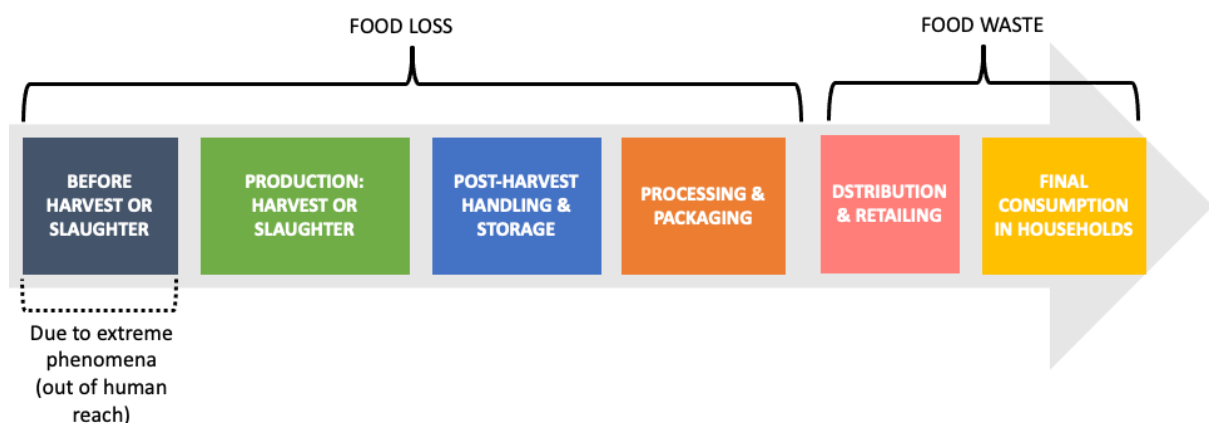 FOOD LOSS
FOOD WASTE
BEFORE
HARVEST OR
SLAUGHTER
PRODUCTION:
HARVEST OR
SLAUGHTER
POST-HARVEST
HANDLING &
STORAGE
PROCESSING &
PACKAGING
DSTRIBUTION
& RETAILING
FINAL
CONSUMPTION
IN HOUSEHOLDS
Due to extreme
phenomena
(out of human
reach)